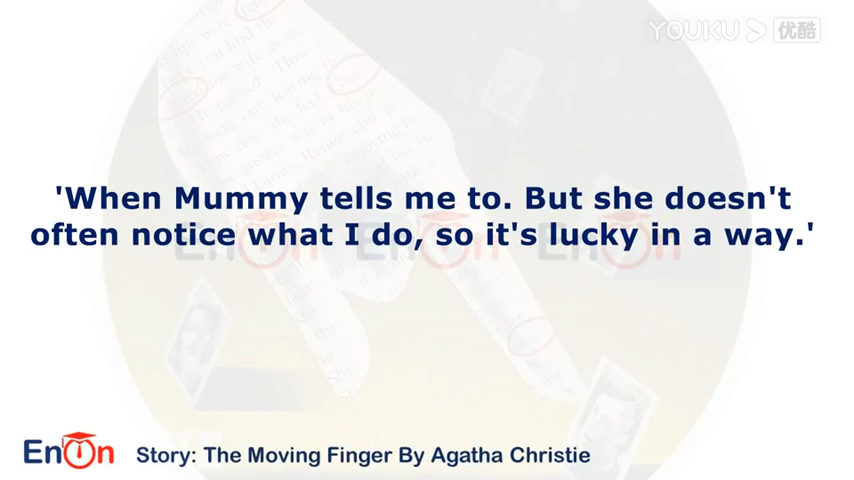 YOUKU 优酷
'When Mummy tells me to. But she doesn't
often notice what I do, so it's lucky in a way.'
EnOn
Story: The Moving Finger By Agatha Christie